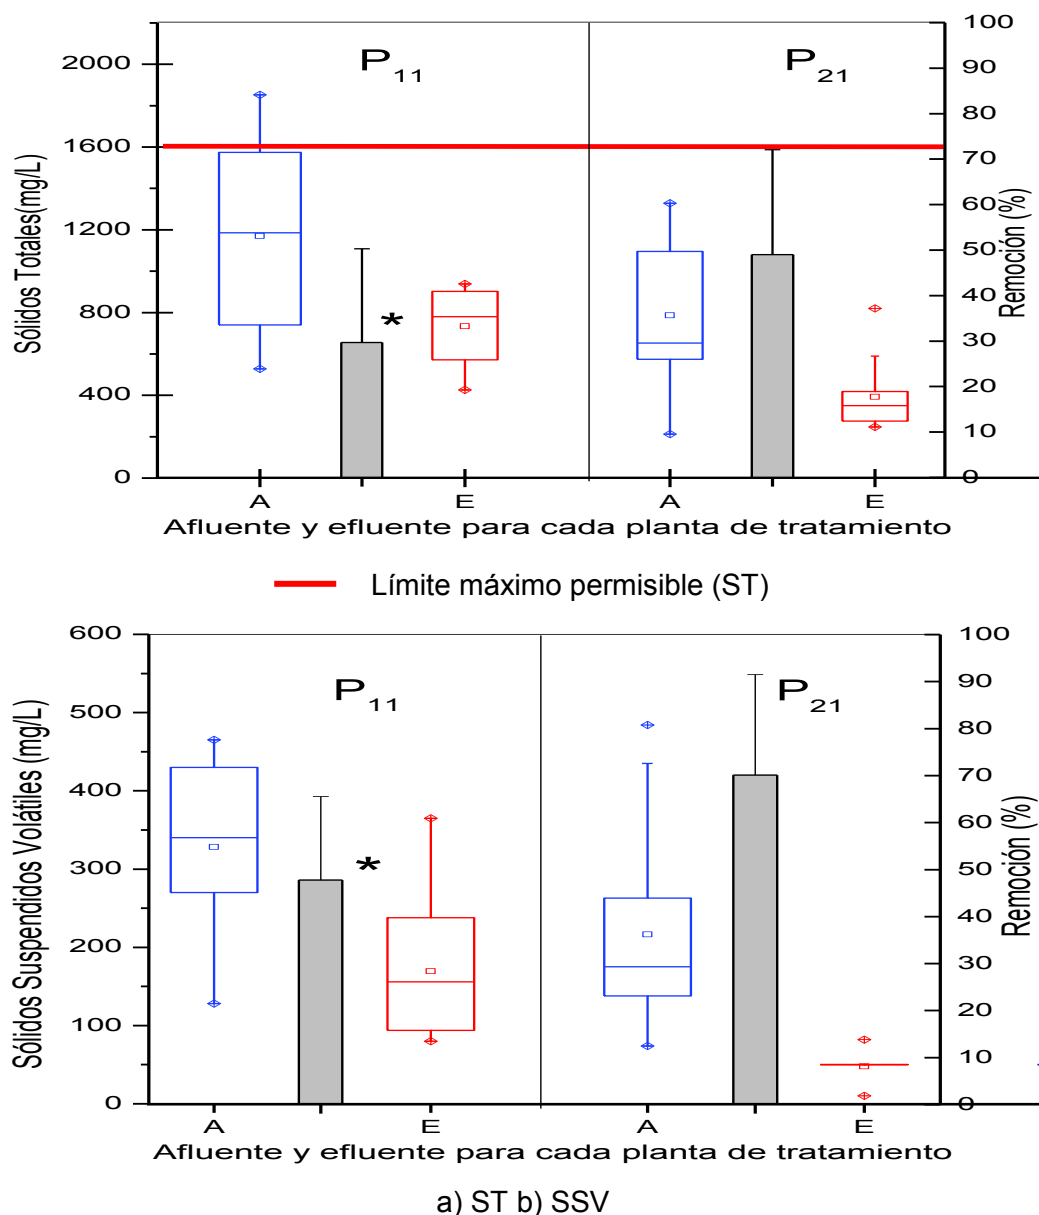 P11
P21
Sólidos Totales(mg/L)
2000
1600
1200
800
400
0
*
100
90
80
70
60
50
40
30
20
10
0
Remoción (%)
A
E
A
E
Afluente y efluente para cada planta de tratamiento
Límite máximo permisible (ST)
P11
P21
Sólidos Suspendidos Volátiles (mg/L)
600
500
400
300
200
100
0
*
100
90
80
70
60
50
40
30
20
10
0
Remoción (%)
A
E
A
E
Afluente y efluente para cada planta de tratamiento
a) ST b) SSV